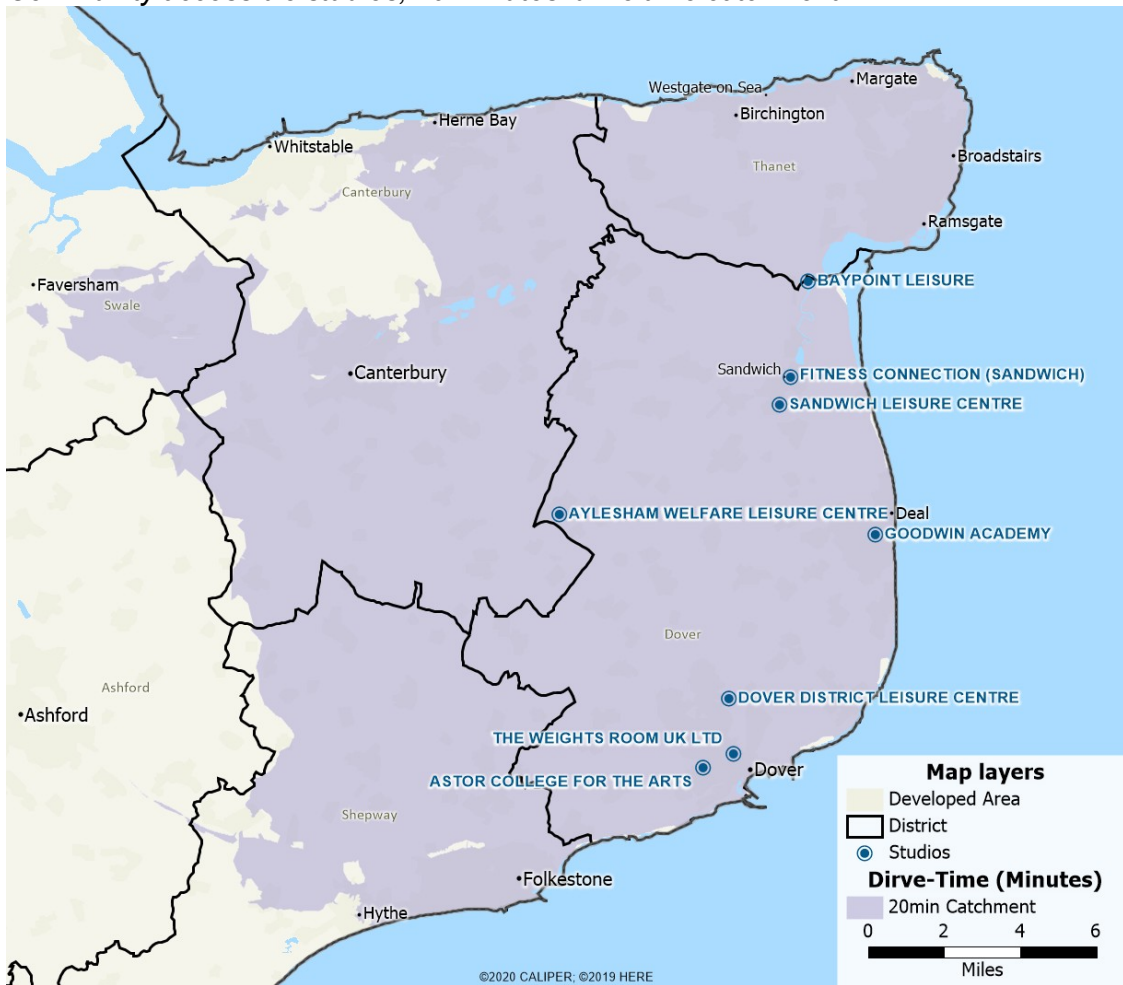 Margate
Westgate on Sea
Birchington
Herne Bay
Whitstable
Broadstairs
Thanet
Canterbury
Ramsgate
Faversham
Swale
BAYPOINT LEISURE
Canterbury
Sandwich
FITNESS CONNECTION (SANDWICH)
SANDWICH LEISURE CENTRE
AYLESHAM WELFARE LEISURE CENTRE
Deal
GOODWIN ACADEMY
Dover
Ashford
Ashford
DOVER DISTRICT LEISURE CENTRE
THE WEIGHTS ROOM UK LTD
Dover
ASTOR COLLEGE FOR THE ARTS
Shepway
Folkestone
Hythe
Map layers
Developed Area
District
Studios
Dirve-Time (Minutes)
20min Catchment
0 2 4 6
Miles
©2020 CALIPER; ©2019 HERE